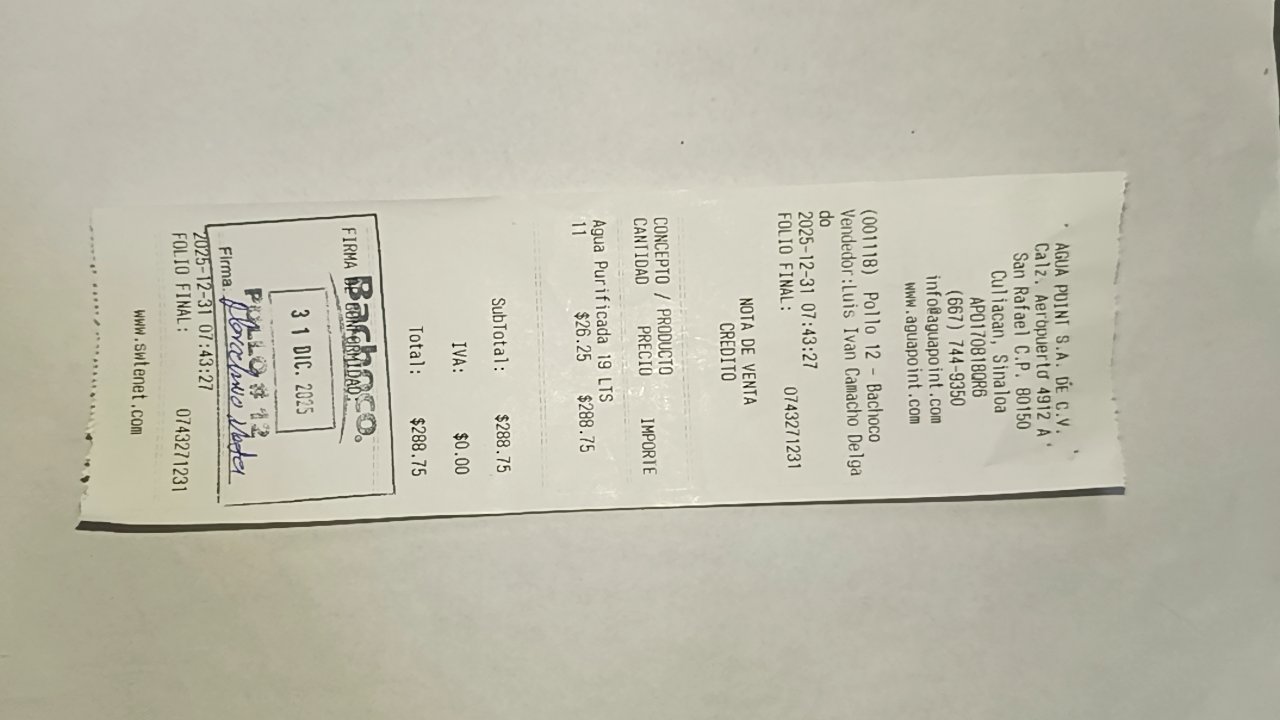 AGUA POINT S.A. DE C.V.
Calz. Aeropuerto 4912 A
San Rafael C.P. 80150
Culiacan, Sinaloa
APO170818QR6
(667) 744-9350
info@aguapoint.com
www.aguapoint.com
NOTA DE VENTA
CREDITO
(001118) Pollo 12 - Bachoco
Vendedor:Luis Ivan Camacho Delga
do
2025-12-31 07:43:27
FOLIO FINAL: 0743271231
CONCEPTO / PRODUCTO
CANTIDAD PRECIO IMPORTE
Agua Purificada 19 LTS
11 $26.25 $288.75
SubTotal: $288.75
IVA: $0.00
Total: $288.75
FIRMA DE CONFORMIDAD
Bachoco.
31 DIC. 2025
POLLO # 12
Firma
2025-12-31 07:43:27
FOLIO FINAL: 0743271231
www.swltenet.com